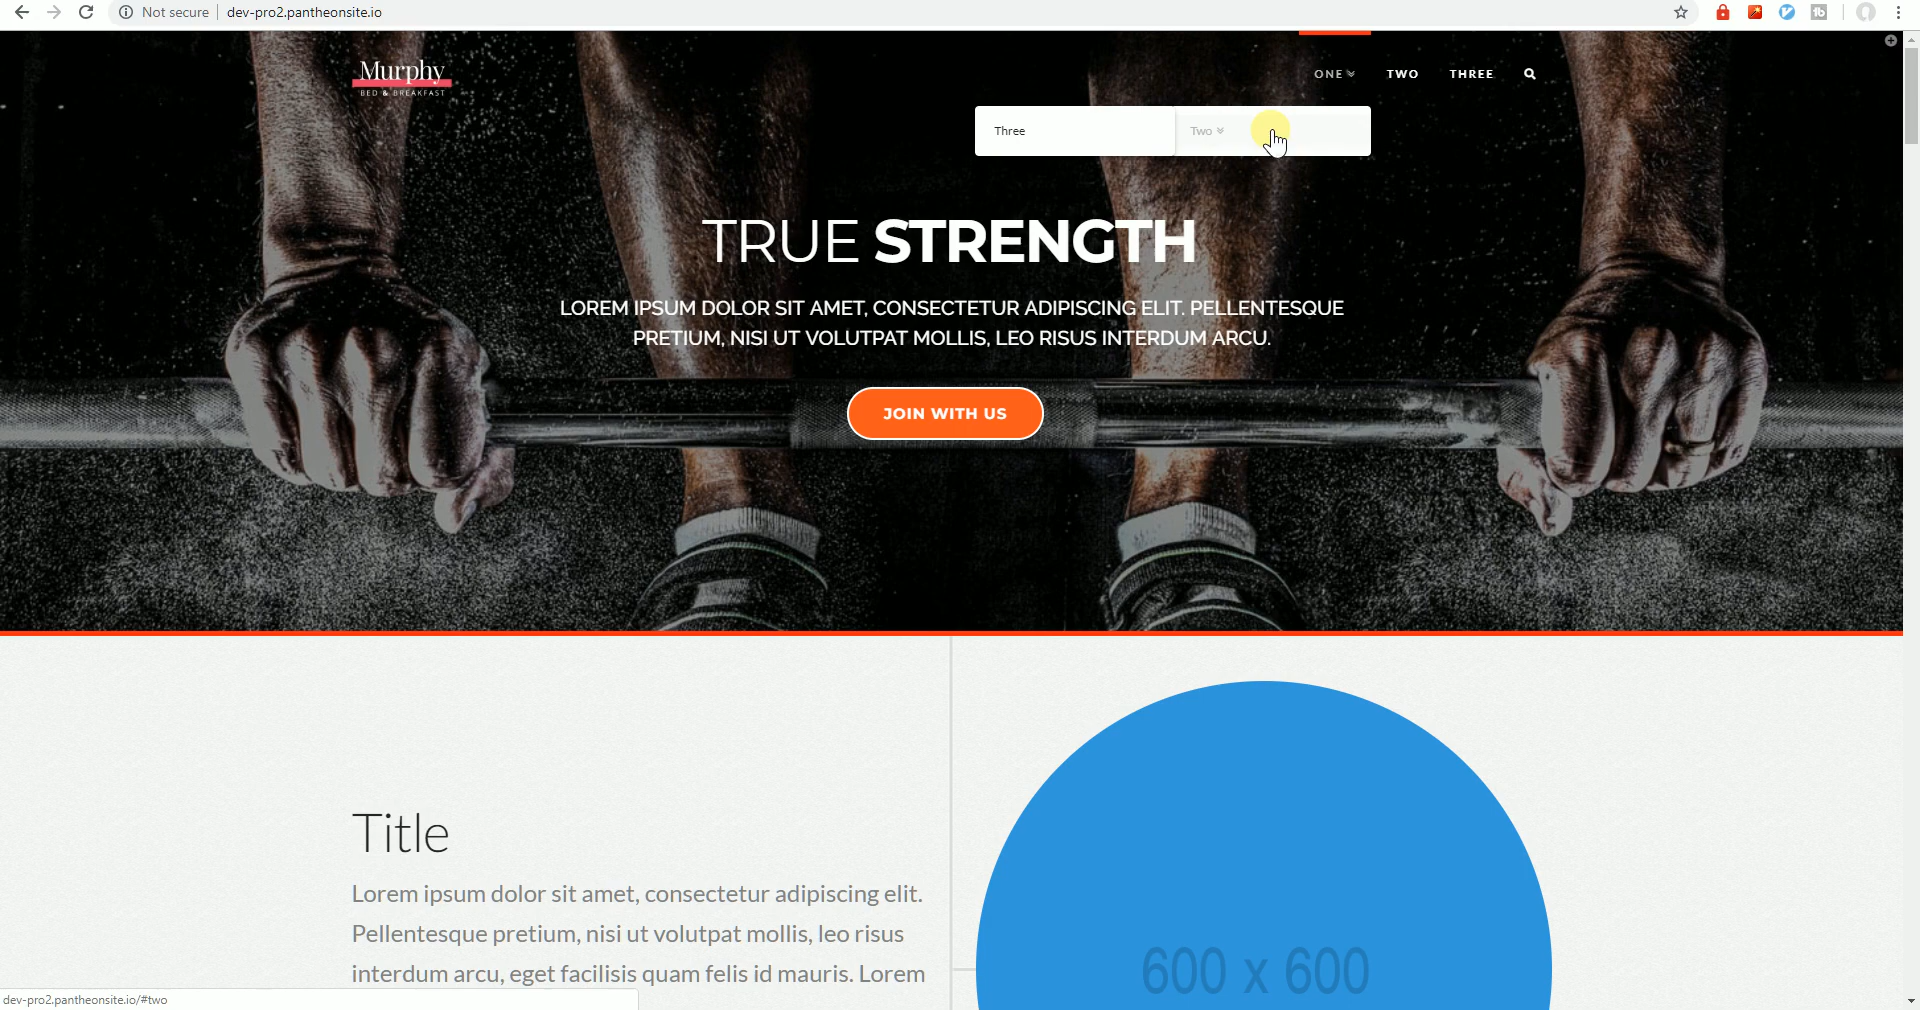 Not secure
dev-pro2.pantheonsite.io
Murphy
BED & BREAKFAST
ONE
TWO
THREE
Three
Two
TRUE STRENGTH
LOREM IPSUM DOLOR SIT AMET, CONSECTETUR ADIPISCING ELIT. PELLENTESQUE
PRETIUM, NISI UT VOLUTPAT MOLLIS, LEO RISUS INTERDUM ARCU.
JOIN WITH US
Title
Lorem ipsum dolor sit amet, consectetur adipiscing elit.
Pellentesque pretium, nisi ut volutpat mollis, leo risus
interdum arcu, eget facilisis quam felis id mauris. Lorem
600 x 600
dev-pro2.pantheonsite.io/#two